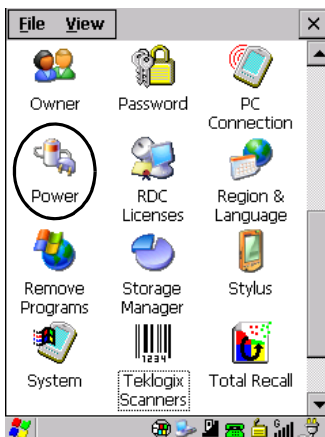 File View
Owner Password PC Connection
Power RDC Licenses Region & Language
Remove Programs Storage Manager Stylus
1234
System Teklogix Scanners Total Recall